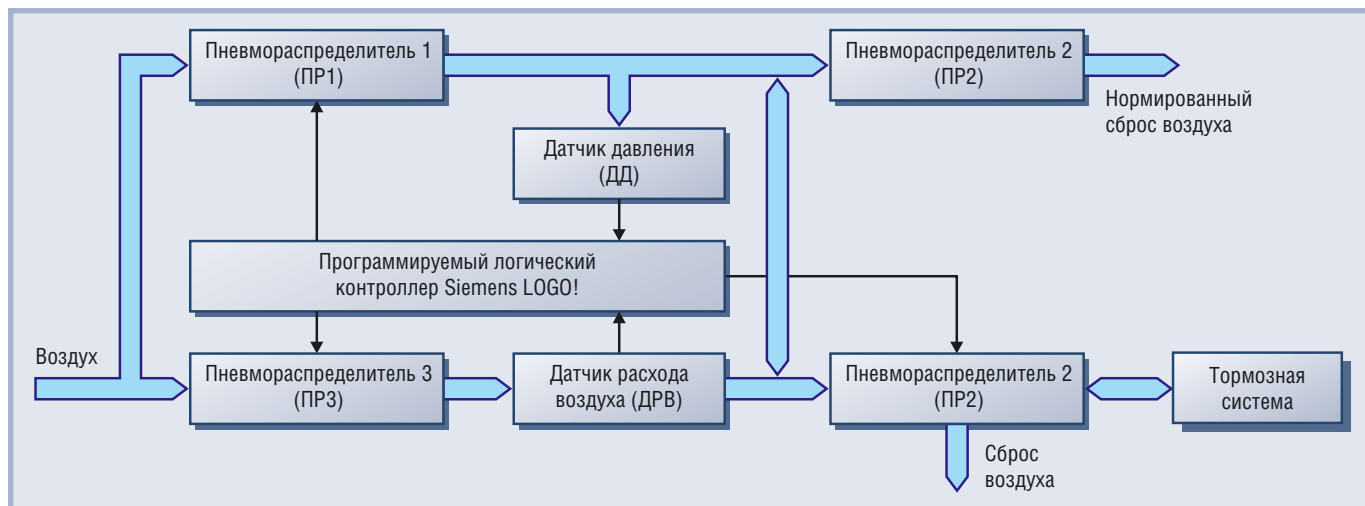 Пневмораспределитель 1
(ПР1)
Пневмораспределитель 2
(ПР2)
Нормированный
сброс воздуха
Датчик давления
(ДД)
Программируемый логический
контроллер Siemens LOGO!
Воздух
Пневмораспределитель 3
(ПР3)
Датчик расхода
воздуха (ДРВ)
Пневмораспределитель 2
(ПР2)
Тормозная
система
Сброс
воздуха